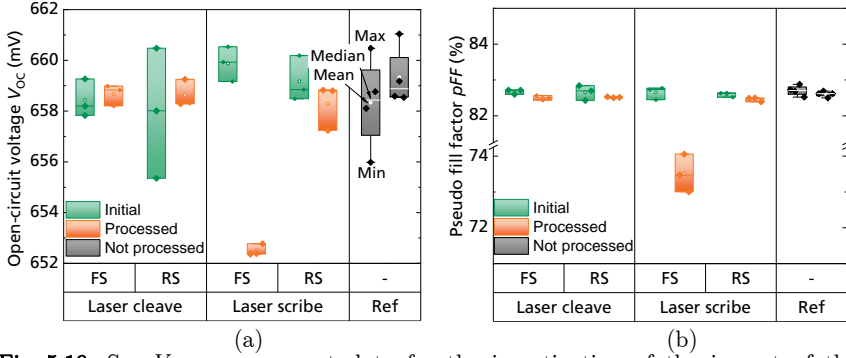 662
660
658
656
654
652
Open-circuit voltage VOC (mV)
Max
Median
Mean
Min
Initial
Processed
Not processed
FS RS FS RS -
Laser cleave Laser scribe Ref
(a)
84
82
74
72
Pseudo fill factor pFF (%)
Initial
Processed
Not processed
FS RS FS RS -
Laser cleave Laser scribe Ref
(b)